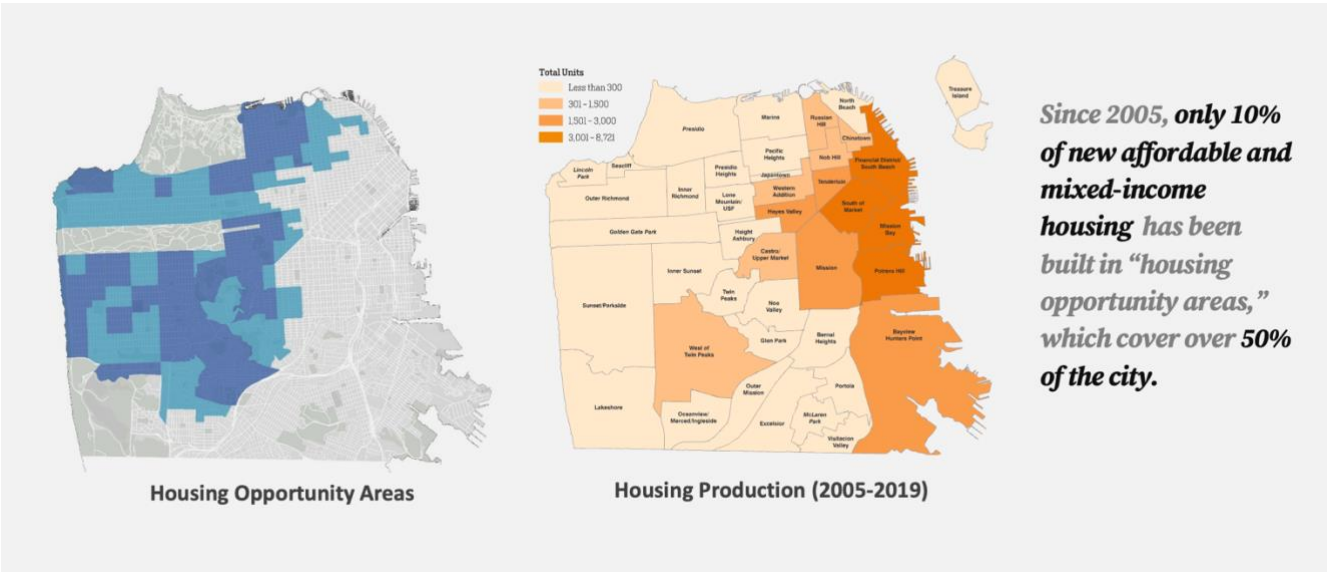 Housing Opportunity Areas
Total Units
Less than 300
301 - 1,500
1,501 - 3,000
3,001 - 8,721
Treasure
Island
North
Beach
Marina
Russian
Hill
Presidio
Chinatown
Pacific
Heights
Nob Hill
Financial District
South Beach
Lincoln
Park
Seacliff
Presidio
Heights
Japantown
Tenderloin
Outer Richmond
Inner
Richmond
Lone
Mountain/
USF
Western
Addition
South of
Market
Hayes Valley
Mission
Bay
Golden Gate Park
Haight
Ashbury
Castro/
Upper Market
Inner Sunset
Mission
Potrero Hill
Sunset/Parkside
Twin
Peaks
Noe
Valley
Bayview
Hunters Point
West of
Twin Peaks
Glen Park
Bernal
Heights
Lakeshore
Outer
Mission
Portola
Oceanview/
Merced/Ingleside
Excelsior
McLaren
Park
Visitacion
Valley
Housing Production (2005-2019)
Since 2005, only 10%
of new affordable and
mixed-income
housing has been
built in “housing
opportunity areas,”
which cover over 50%
of the city.